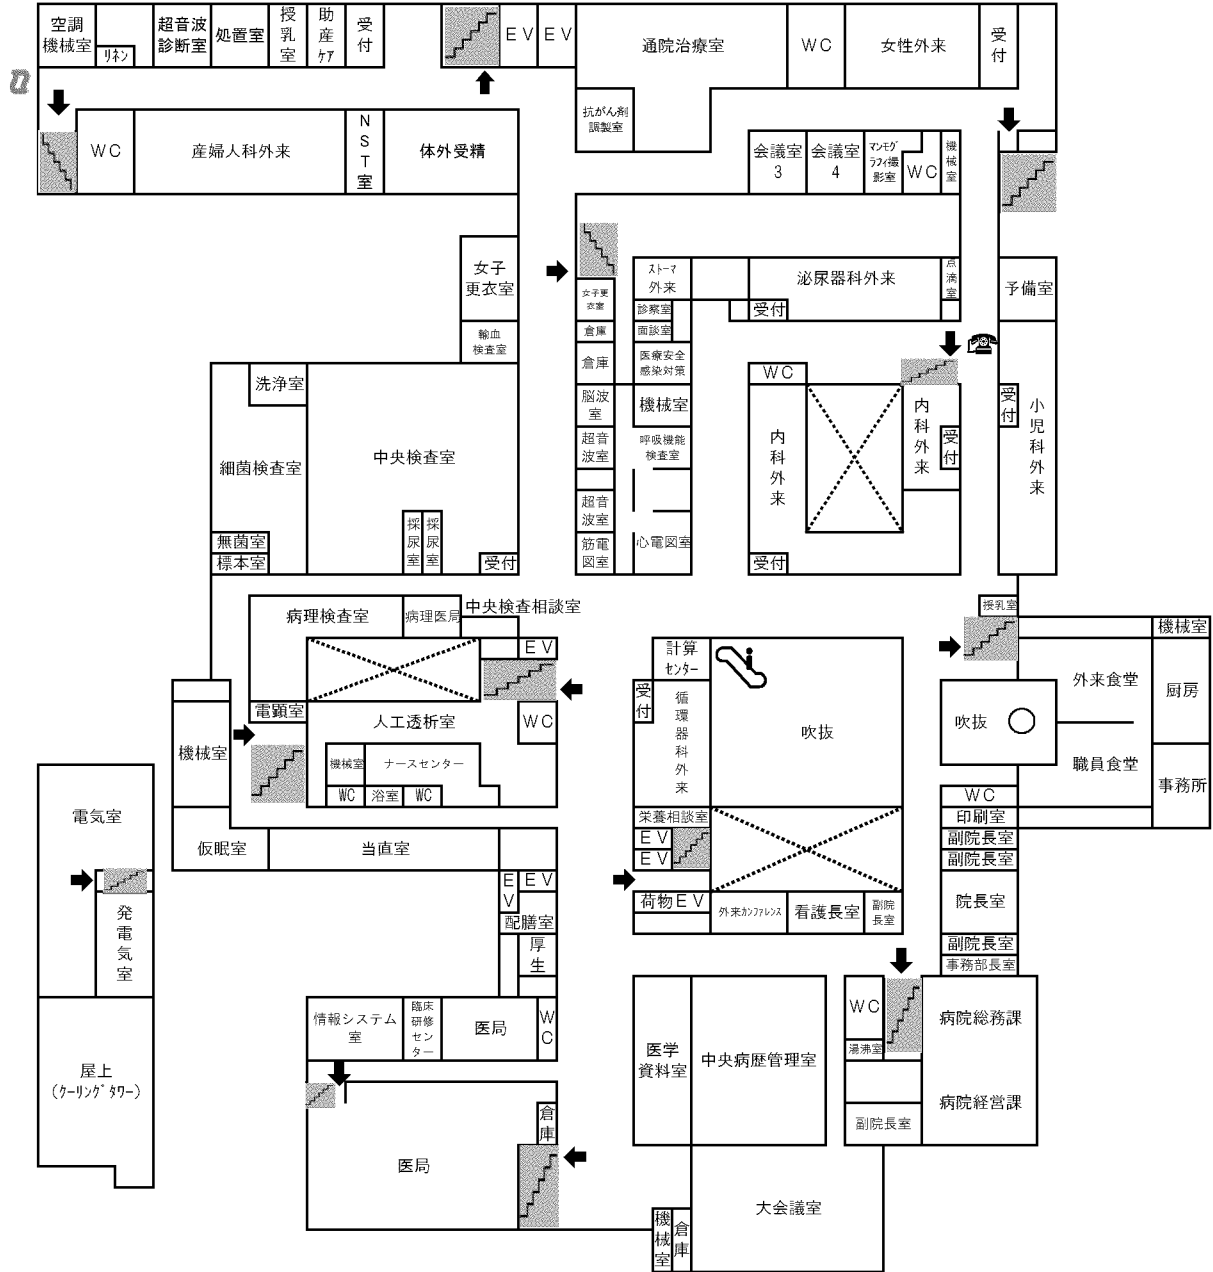 空調
機械室
リネン
超音波
診断室
処置室
授
乳
室
助
産
ケア
受
付
ＥＶ
ＥＶ
通院治療室
ＷＣ
女性外来
受
付
抗がん剤
調製室
ＷＣ
産婦人科外来
Ｎ
Ｓ
Ｔ
室
体外受精
会議室
３
会議室
４
マンモグ
ラフィ撮
影室
ＷＣ
機
械
室
女子
更衣室
輸血
検査室
女子更
衣室
倉庫
倉庫
ストーマ
外来
診察室
面談室
医療安全
感染対策
泌尿器科外来
受付
点
滴
室
予備室
洗浄室
細菌検査室
中央検査室
無菌室
標本室
採
尿
室
採
尿
室
受付
脳波
室
機械室
超音
波室
呼吸機能
検査室
超音
波室
筋電
図室
心電図室
ＷＣ
内
科
外
来
受付
内
科
外
来
受
付
受
付
小
児
科
外
来
病理検査室
病理医局
中央検査相談室
ＥＶ
電顕室
人工透析室
ＷＣ
機械室
機械室
ナースセンター
WC
浴室
WC
計算
センター
受
付
循
環
器
科
外
来
吹抜
栄養相談室
ＥＶ
ＥＶ
荷物ＥＶ
外来カンファレンス
看護長室
副院
長室
授乳室
機械室
外来食堂
厨房
吹抜
職員食堂
事務所
ＷＣ
印刷室
副院長室
副院長室
院長室
副院長室
事務部長室
電気室
発
電
気
室
屋上
（クーリングタワー）
仮眠室
当直室
Ｅ
Ｖ
ＥＶ
配膳室
厚
生
情報システム
室
臨床
研修
セン
ター
医局
Ｗ
Ｃ
医局
倉
庫
医学
資料室
中央病歴管理室
ＷＣ
湯沸室
副院長室
病院総務課
病院経営課
機
械
室
倉
庫
大会議室